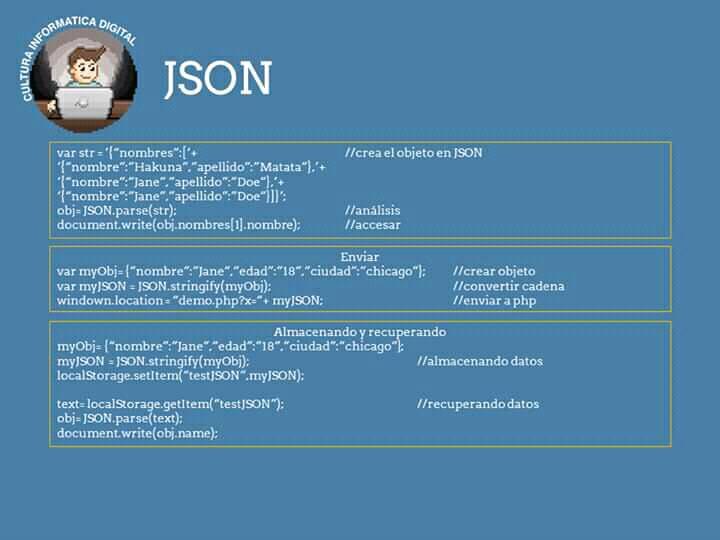 CULTURA INFORMATICA DIGITAL
JSON
var str = '{"nombres":['+ //crea el objeto en JSON
'{"nombre":"Hakuna","apellido":"Matata"},'+
'{"nombre":"Jane","apellido":"Doe"},'+
'{"nombre":"Jane","apellido":"Doe"}]}';
obj= JSON.parse(str); //análisis
document.write(obj.nombres[1].nombre); //accesar
Enviar
var myObj= {"nombre":"Jane","edad":"18","ciudad":"chicago"}; //crear objeto
var myJSON = JSON.stringify(myObj); //convertir cadena
windown.location = "demo.php?x="+ myJSON; //enviar a php
Almacenando y recuperando
myObj= {"nombre":"Jane","edad":"18","ciudad":"chicago"};
myJSON = JSON.stringify(myObj); //almacenando datos
localStorage.setItem("testJSON",myJSON);
text= localStorage.getItem("testJSON"); //recuperando datos
obj= JSON.parse(text);
document.write(obj.name);